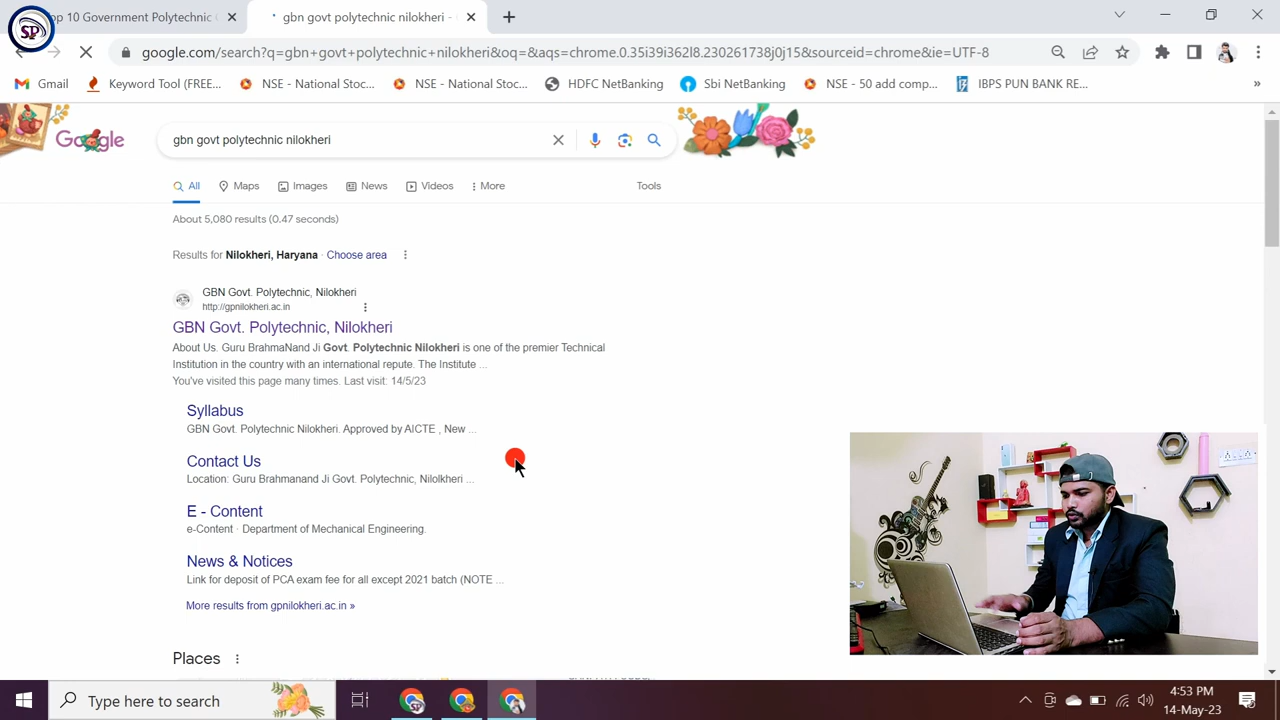 SP
Top 10 Government Polytechnic
gbn govt polytechnic nilokheri -
google.com/search?q=gbn+govt+polytechnic+nilokheri&oq=&aqs=chrome.0.35i39i362l8.230261738j0j15&sourceid=chrome&ie=UTF-8
Gmail
Keyword Tool (FREE...
NSE - National Stoc...
NSE - National Stoc...
HDFC NetBanking
Sbi NetBanking
NSE - 50 add comp...
IBPS PUN BANK RE...
»
Google
gbn govt polytechnic nilokheri
All
Maps
Images
News
Videos
More
Tools
About 5,080 results (0.47 seconds)
Results for Nilokheri, Haryana · Choose area
GBN Govt. Polytechnic, Nilokheri
http://gpnilokheri.ac.in
GBN Govt. Polytechnic, Nilokheri
About Us. Guru BrahmaNand Ji Govt. Polytechnic Nilokheri is one of the premier Technical
Institution in the country with an international repute. The Institute ...
You've visited this page many times. Last visit: 14/5/23
Syllabus
GBN Govt. Polytechnic Nilokheri. Approved by AICTE , New ...
Contact Us
Location: Guru Brahmanand Ji Govt. Polytechnic, Nilolkheri ...
E - Content
e-Content · Department of Mechanical Engineering.
News & Notices
Link for deposit of PCA exam fee for all except 2021 batch (NOTE ...
More results from gpnilokheri.ac.in »
Places
Type here to search
4:53 PM
14-May-23